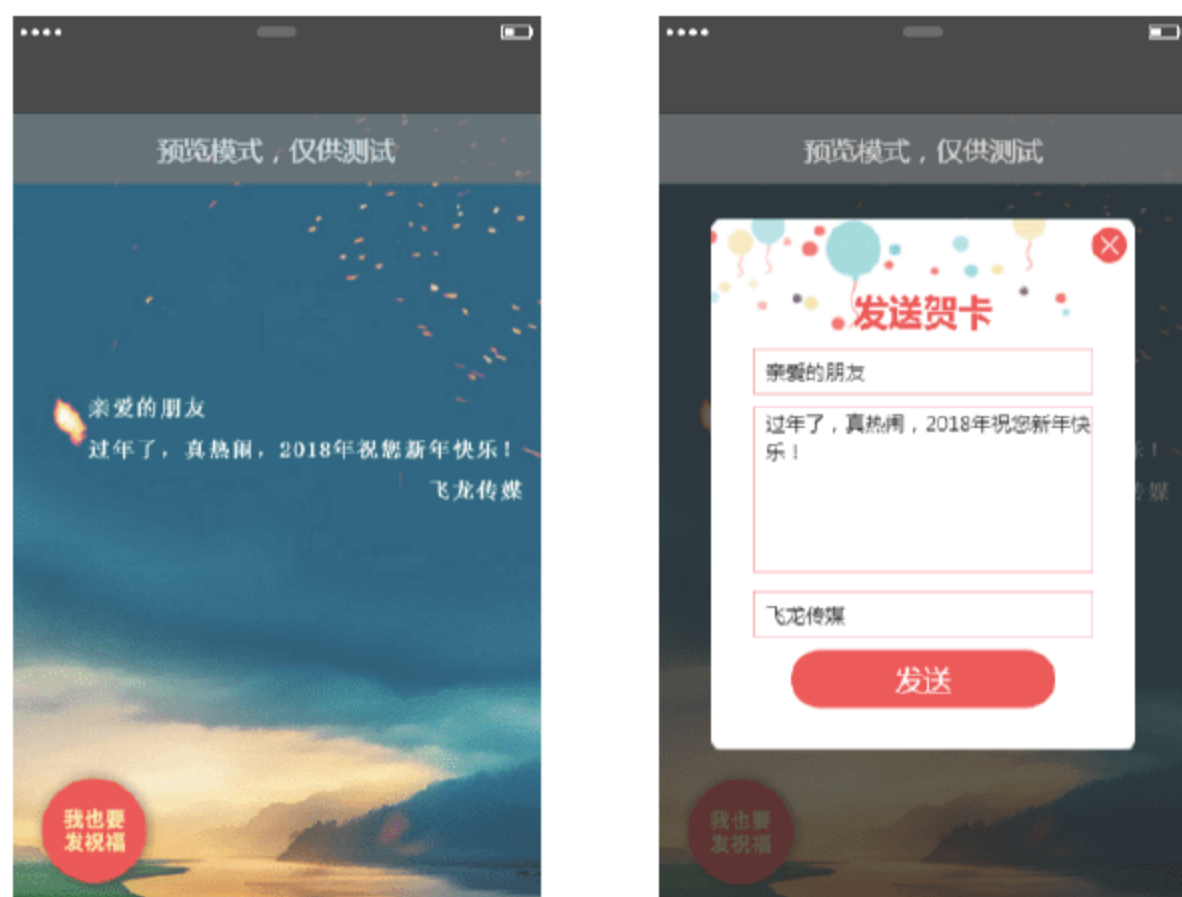 预览模式，仅供测试
亲爱的朋友
过年了，真热闹，2018年祝您新年快乐！
飞龙传媒
我也要
发祝福
预览模式，仅供测试
发送贺卡
亲爱的朋友
过年了，真热闹，2018年祝您新年快
乐！
飞龙传媒
发送
乐！
传媒
我也要
发祝福